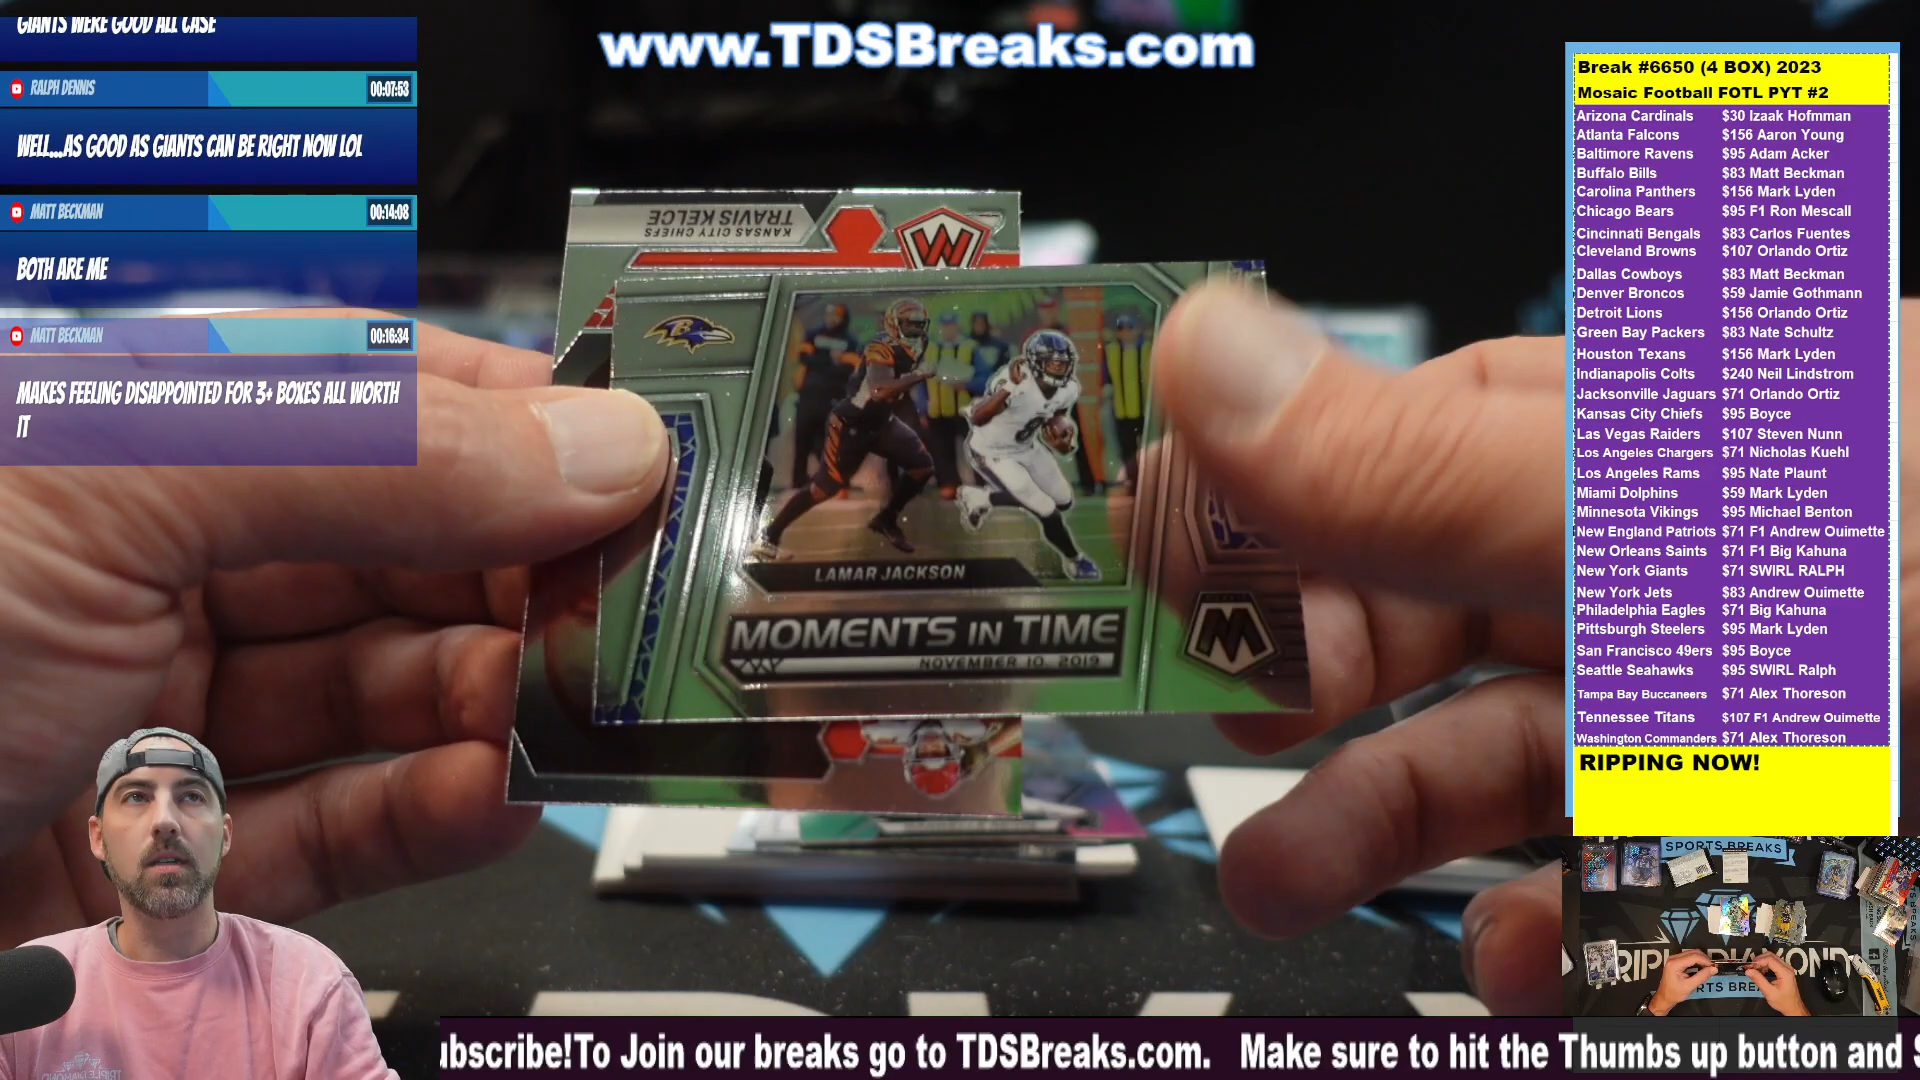 GIANTS WERE GOOD ALL CASE
RALPH DENNIS
00:07:53
WELL...AS GOOD AS GIANTS CAN BE RIGHT NOW LOL
MATT BECKMAN
00:14:08
BOTH ARE ME
MATT BECKMAN
00:16:34
MAKES FEELING DISAPPOINTED FOR 3+ BOXES ALL WORTH
IT
www.TDSBreaks.com
KANSAS CITY CHIEFS
TRAVIS KELCE
LAMAR JACKSON
MOMENTS IN TIME
NOVEMBER 10, 2019
Break #6650 (4 BOX) 2023
Mosaic Football FOTL PYT #2
Arizona Cardinals $30 Izaak Hofmman
Atlanta Falcons $156 Aaron Young
Baltimore Ravens $95 Adam Acker
Buffalo Bills $83 Matt Beckman
Carolina Panthers $156 Mark Lyden
Chicago Bears $95 F1 Ron Mescall
Cincinnati Bengals $83 Carlos Fuentes
Cleveland Browns $107 Orlando Ortiz
Dallas Cowboys $83 Matt Beckman
Denver Broncos $59 Jamie Gothmann
Detroit Lions $156 Orlando Ortiz
Green Bay Packers $83 Nate Schultz
Houston Texans $156 Mark Lyden
Indianapolis Colts $240 Neil Lindstrom
Jacksonville Jaguars $71 Orlando Ortiz
Kansas City Chiefs $95 Boyce
Las Vegas Raiders $107 Steven Nunn
Los Angeles Chargers $71 Nicholas Kuehl
Los Angeles Rams $95 Nate Plaunt
Miami Dolphins $59 Mark Lyden
Minnesota Vikings $95 Michael Benton
New England Patriots $71 F1 Andrew Ouimette
New Orleans Saints $71 F1 Big Kahuna
New York Giants $71 SWIRL RALPH
New York Jets $83 Andrew Ouimette
Philadelphia Eagles $71 Big Kahuna
Pittsburgh Steelers $95 Mark Lyden
San Francisco 49ers $95 Boyce
Seattle Seahawks $95 SWIRL Ralph
Tampa Bay Buccaneers $71 Alex Thoreson
Tennessee Titans $107 F1 Andrew Ouimette
Washington Commanders $71 Alex Thoreson
RIPPING NOW!
SPORTS BREAKS
ubscribe!To Join our breaks go to TDSBreaks.com. Make sure to hit the Thumbs up button and S